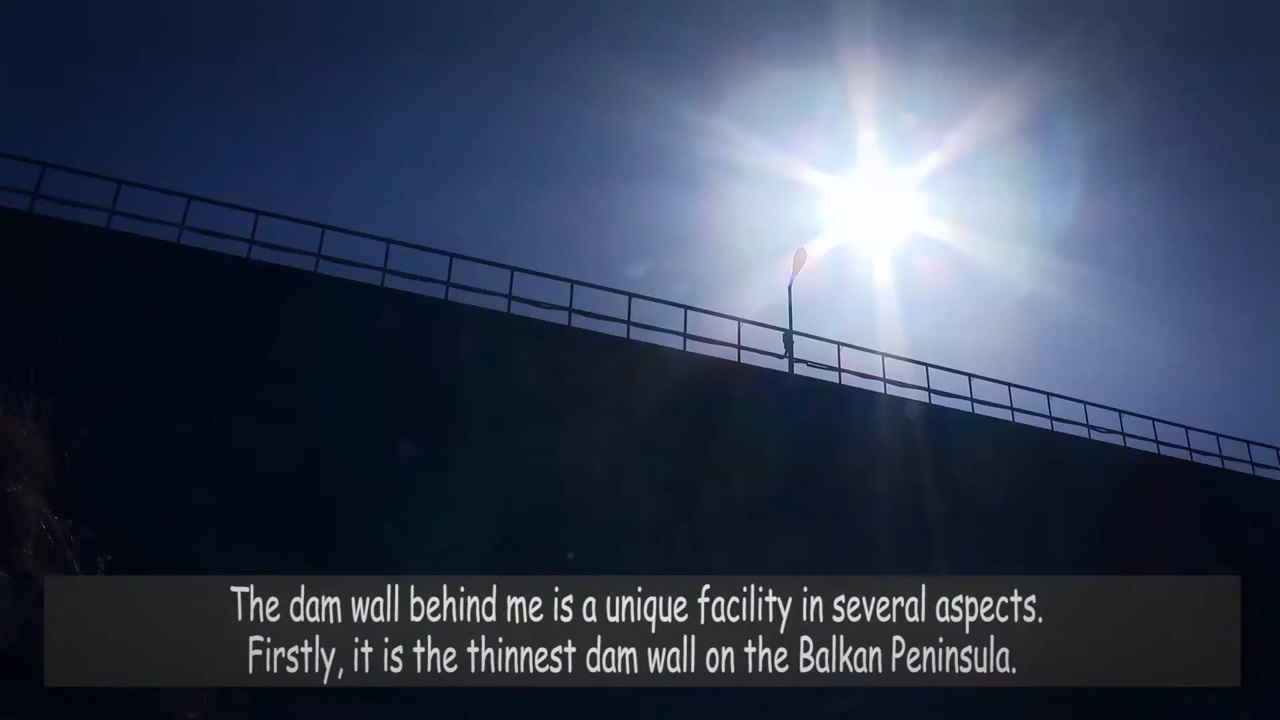 The dam wall behind me is a unique facility in several aspects.
Firstly, it is the thinnest dam wall on the Balkan Peninsula.